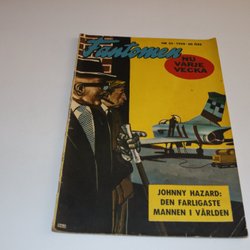 Fantomen
NU
VARJE
VECKA
JOHNNY HAZARD:
DEN FARLIGASTE
MANNEN I VÄRLDEN